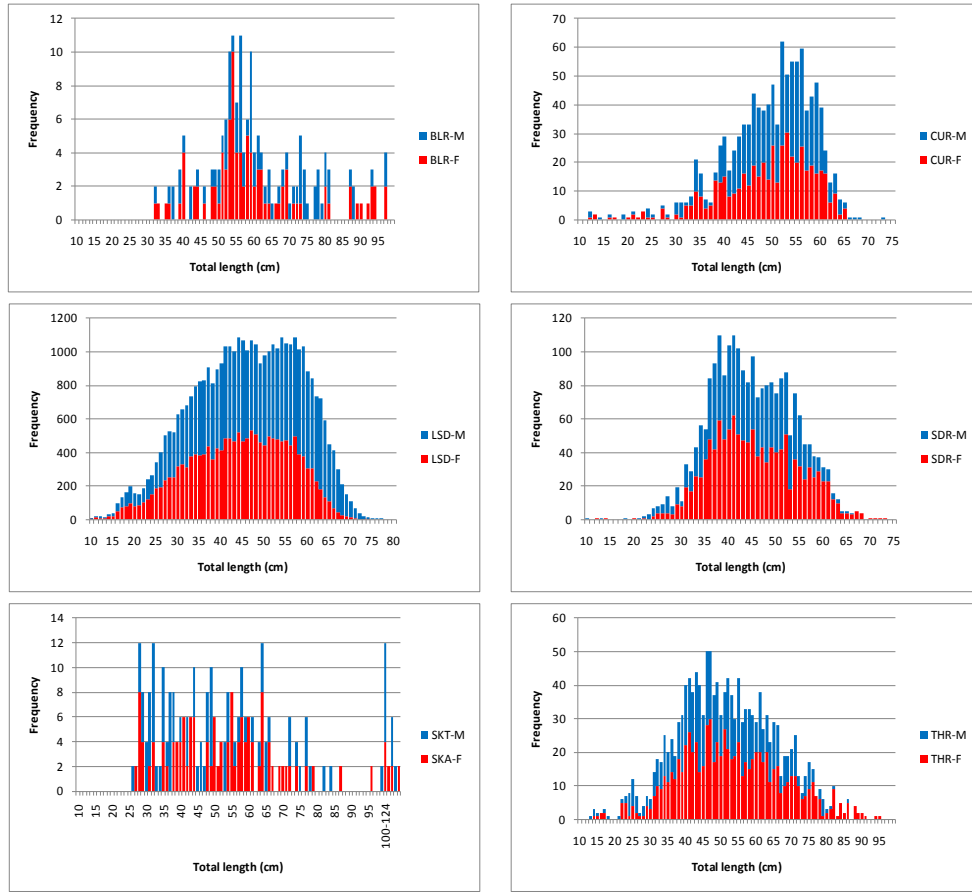 12
10
8
6
4
2
0
Frequency
10 15 20 25 30 35 40 45 50 55 60 65 70 75 80 85 90 95
Total length (cm)
BLR-M
BLR-F
70
60
50
40
30
20
10
0
Frequency
10 15 20 25 30 35 40 45 50 55 60 65 70 75
Total length (cm)
CUR-M
CUR-F
1200
1000
800
600
400
200
0
Frequency
10 15 20 25 30 35 40 45 50 55 60 65 70 75 80
Total length (cm)
LSD-M
LSD-F
120
100
80
60
40
20
0
Frequency
10 15 20 25 30 35 40 45 50 55 60 65 70 75
Total length (cm)
SDR-M
SDR-F
14
12
10
8
6
4
2
0
Frequency
10 15 20 25 30 35 40 45 50 55 60 65 70 75 80 85 90 95 100-124
Total length (cm)
SKT-M
SKA-F
60
50
40
30
20
10
0
Frequency
10 15 20 25 30 35 40 45 50 55 60 65 70 75 80 85 90 95
Total length (cm)
THR-M
THR-F